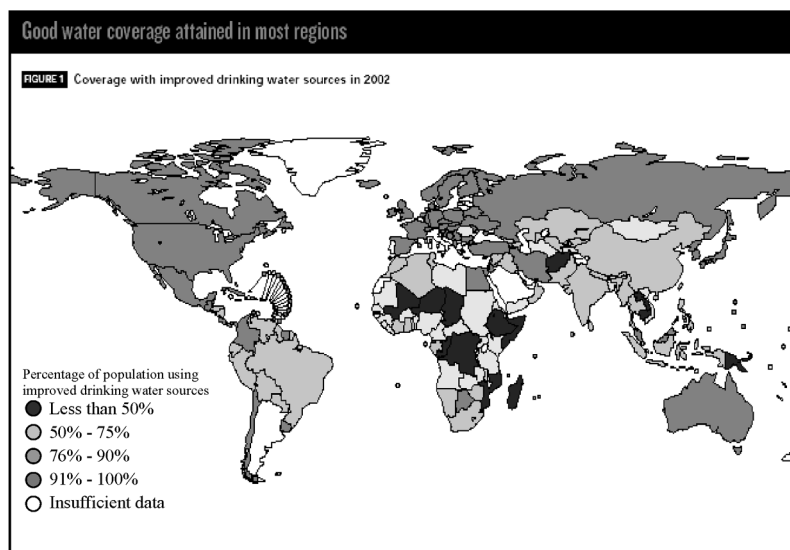 Good water coverage attained in most regions
FIGURE 1 Coverage with improved drinking water sources in 2002
Percentage of population using
improved drinking water sources
Less than 50%
50% - 75%
76% - 90%
91% - 100%
Insufficient data